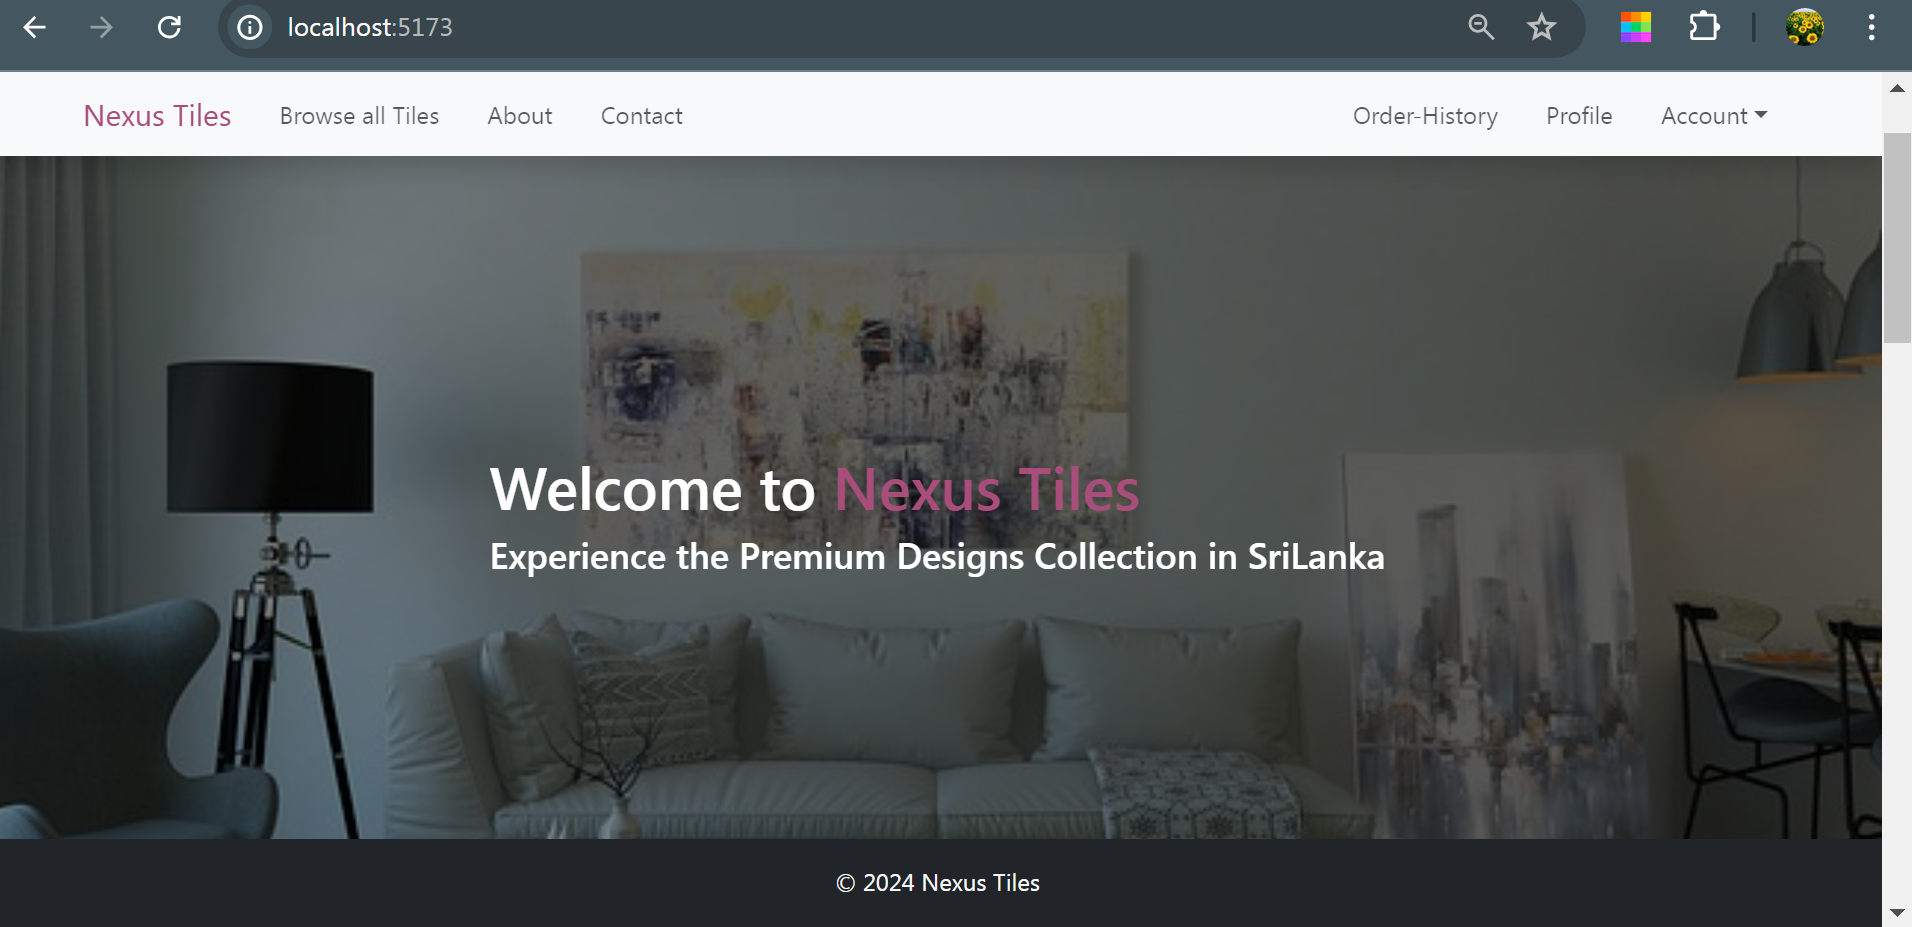 localhost:5173
Nexus Tiles Browse all Tiles About Contact Order-History Profile Account
Welcome to Nexus Tiles
Experience the Premium Designs Collection in SriLanka
© 2024 Nexus Tiles